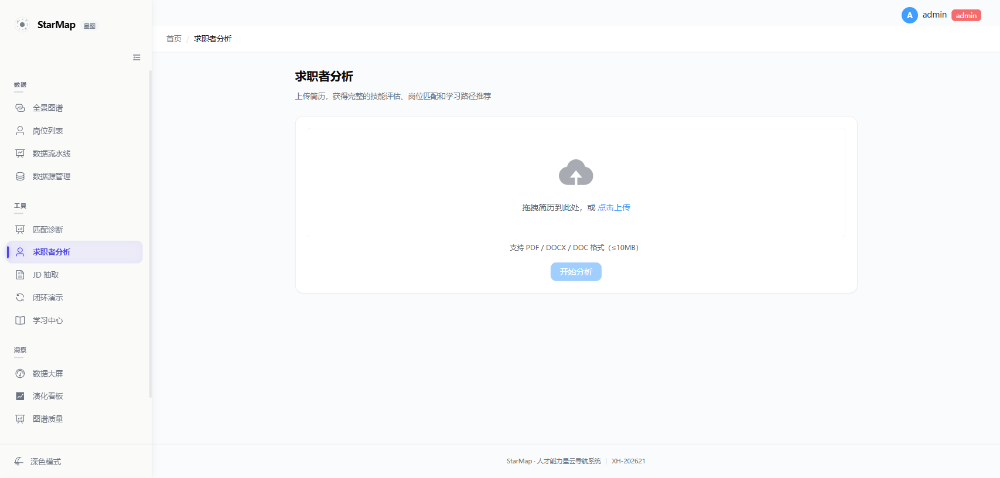 StarMap 星图
数据
全景图谱
岗位列表
数据流水线
数据源管理
工具
匹配诊断
求职者分析
JD 抽取
闭环演示
学习中心
洞察
数据大屏
演化看板
图谱质量
深色模式
A admin admin
首页 / 求职者分析
求职者分析
上传简历，获得完整的技能评估、岗位匹配和学习路径推荐
拖拽简历到此处，或 点击上传
支持 PDF / DOCX / DOC 格式（≤10MB）
开始分析
StarMap · 人才能力星云导航系统 | XH-202621